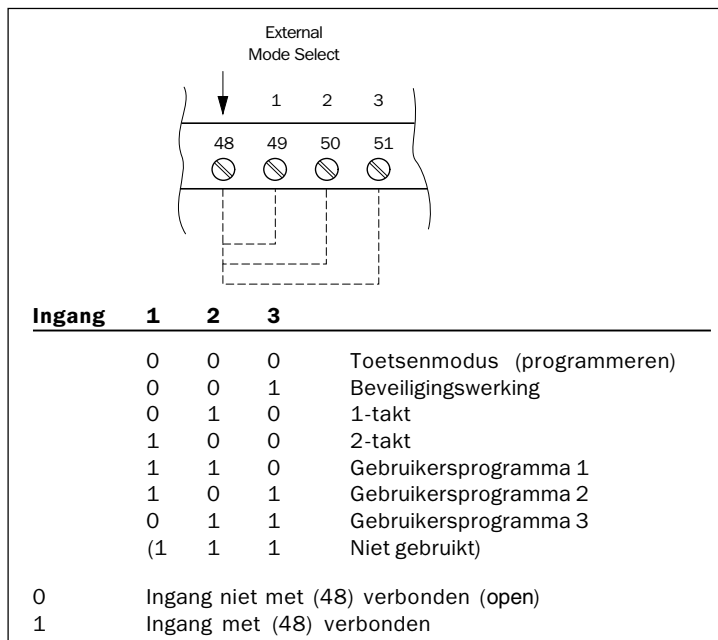 External
Mode Select
1 2 3
48 49 50 51
Ingang 1 2 3
0 0 0 Toetsenmodus (programmeren)
0 0 1 Beveiligingswerking
0 1 0 1-takt
1 0 0 2-takt
1 1 0 Gebruikersprogramma 1
1 0 1 Gebruikersprogramma 2
0 1 1 Gebruikersprogramma 3
(1 1 1 Niet gebruikt)
0 Ingang niet met (48) verbonden (open)
1 Ingang met (48) verbonden